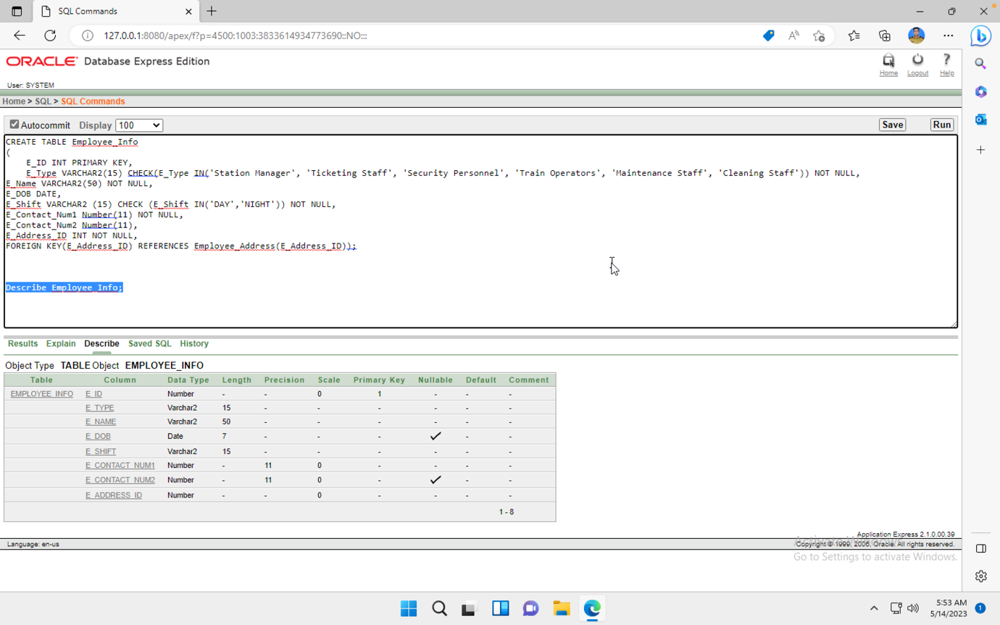 SQL Commands
127.0.0.1:8080/apex/f?p=4500:1003:3833614934773690::NO:::
ORACLE® Database Express Edition
Home Logout Help
User: SYSTEM
Home > SQL > SQL Commands
Autocommit Display 100 Save Run
CREATE TABLE Employee_Info
(
E_ID INT PRIMARY KEY,
E_Type VARCHAR2(15) CHECK(E_Type IN('Station Manager', 'Ticketing Staff', 'Security Personnel', 'Train Operators', 'Maintenance Staff', 'Cleaning Staff')) NOT NULL,
E_Name VARCHAR2(50) NOT NULL,
E_DOB DATE,
E_Shift VARCHAR2 (15) CHECK (E_Shift IN('DAY','NIGHT')) NOT NULL,
E_Contact_Num1 Number(11) NOT NULL,
E_Contact_Num2 Number(11),
E_Address_ID INT NOT NULL,
FOREIGN KEY(E_Address_ID) REFERENCES Employee_Address(E_Address_ID));
Describe Employee_Info;
Results Explain Describe Saved SQL History
Object Type TABLE Object EMPLOYEE_INFO
Table Column Data Type Length Precision Scale Primary Key Nullable Default Comment
EMPLOYEE_INFO E_ID Number - - 0 1 - - -
E_TYPE Varchar2 15 - - - - - -
E_NAME Varchar2 50 - - - - - -
E_DOB Date 7 - - - ✓ - -
E_SHIFT Varchar2 15 - - - - - -
E_CONTACT_NUM1 Number - 11 0 - - - -
E_CONTACT_NUM2 Number - 11 0 - ✓ - -
E_ADDRESS_ID Number - - 0 - - - -
1 - 8
Application Express 2.1.0.00.39
Language: en-us Copyright © 1999, 2006, Oracle. All rights reserved.
Activate Windows
Go to Settings to activate Windows.
5:53 AM
5/14/2023 1